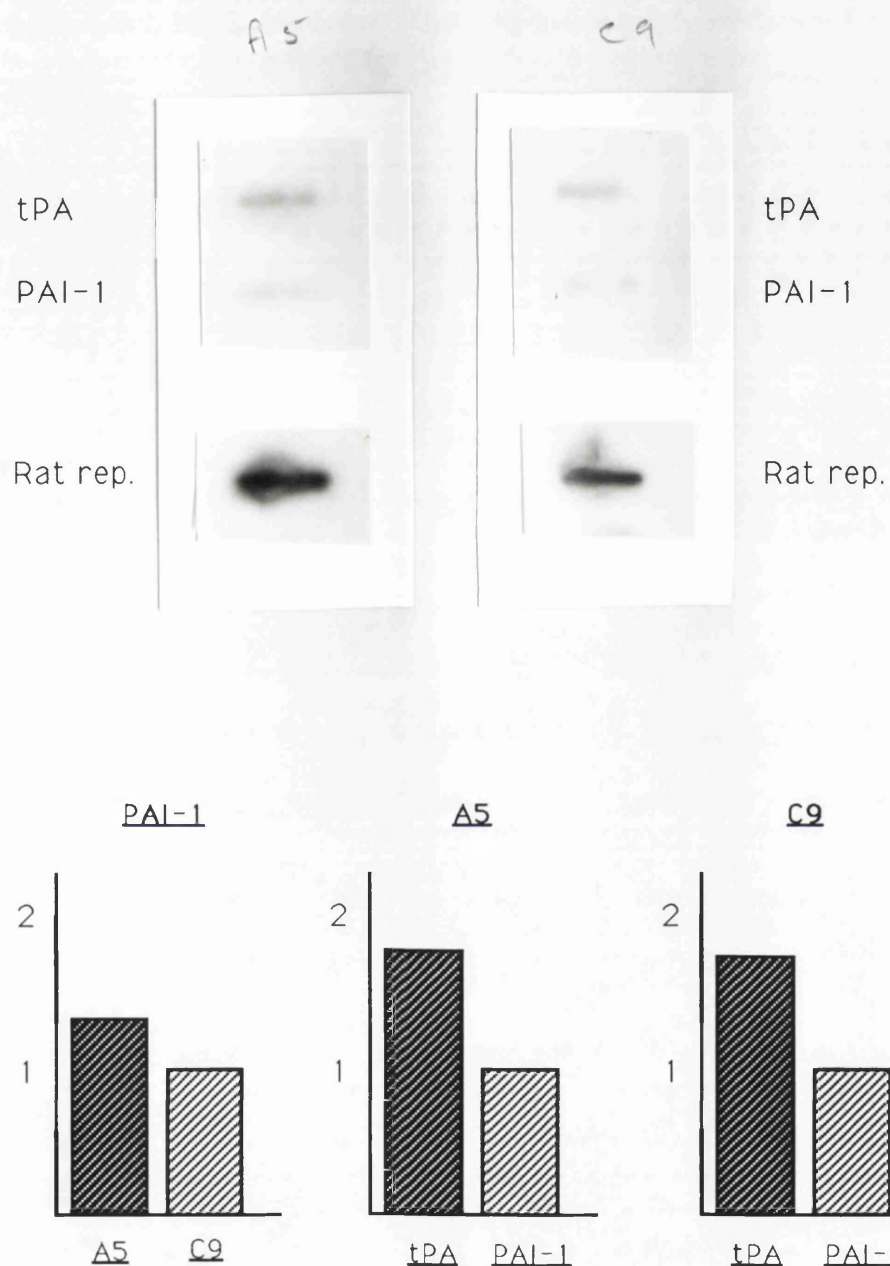 A5 C9
tPA tPA
PAI-1 PAI-1
Rat rep. Rat rep.
PAI-1 A5 C9
2 2 2
1 1 1
A5 C9 tPA PAI-1 tPA PAI-